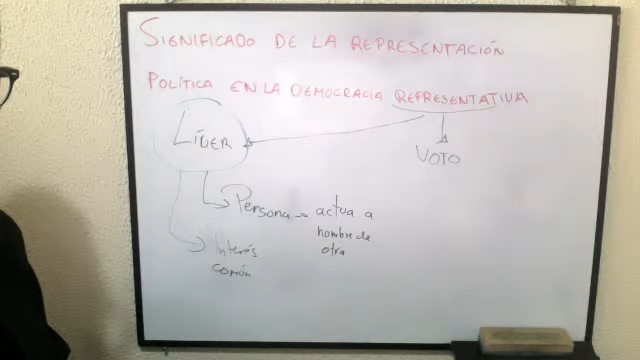 SIGNIFICADO DE LA REPRESENTACIÓN
POLÍTICA EN LA DEMOCRACIA REPRESENTATIVA
LÍDER
VOTO
Persona → actua a
nombre de
otra
Interés
común